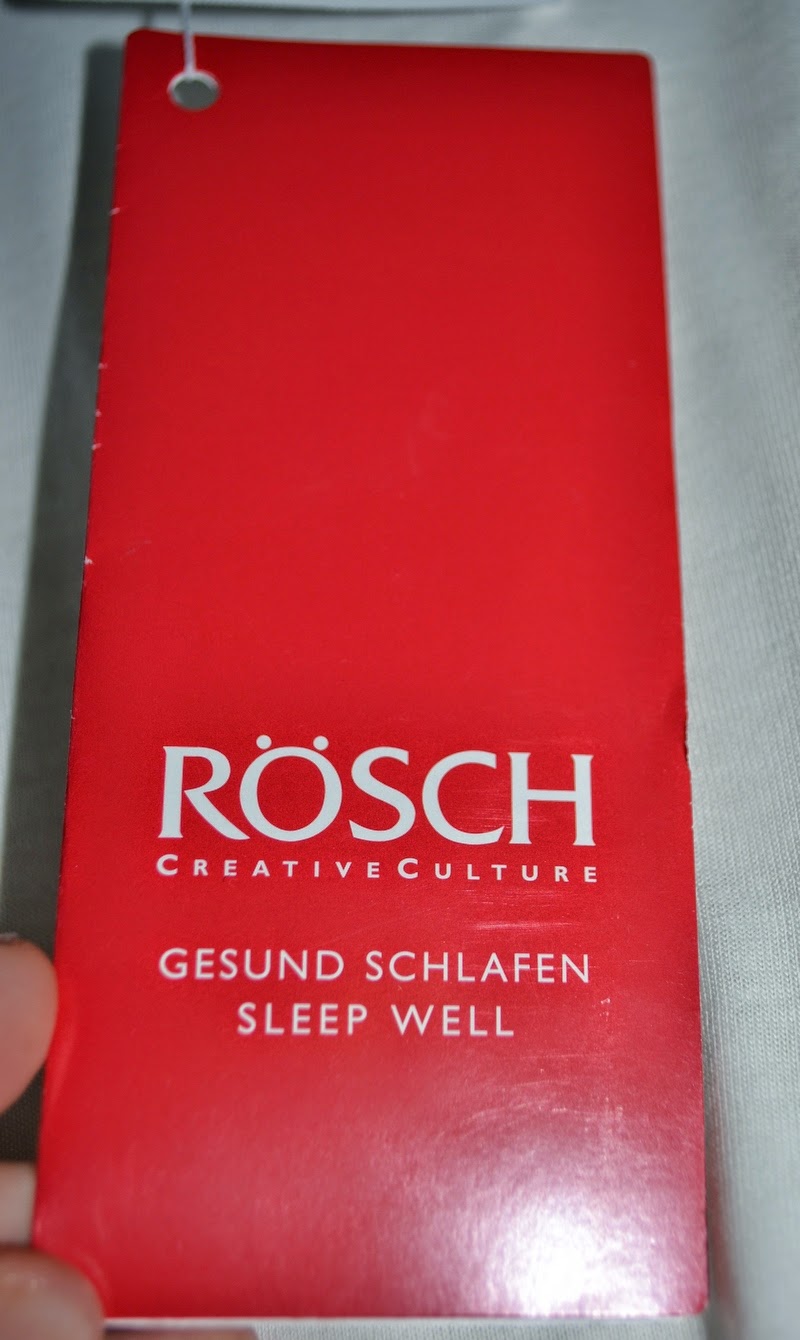 RÖSCH
CREATIVECULTURE
GESUND SCHLAFEN
SLEEP WELL